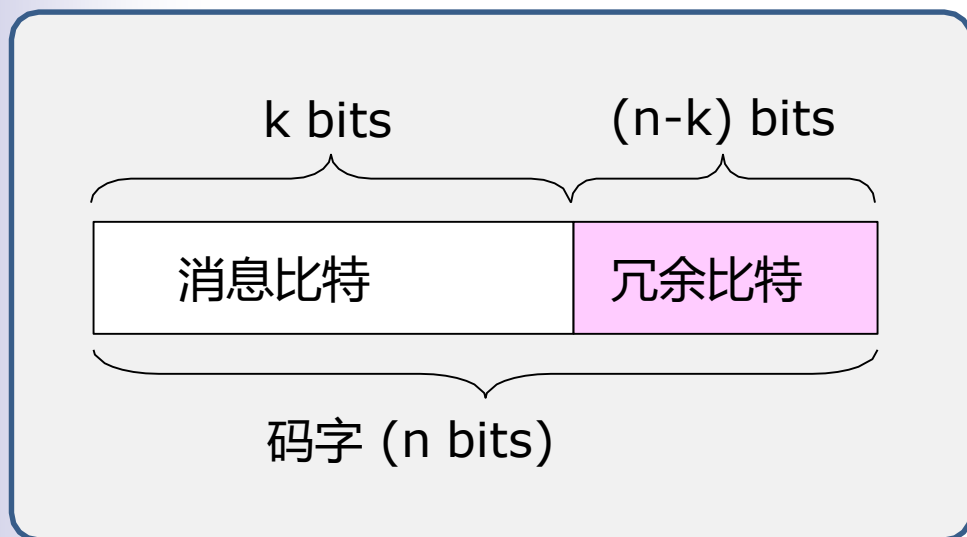 k bits (n-k) bits
消息比特 冗余比特
码字 (n bits)